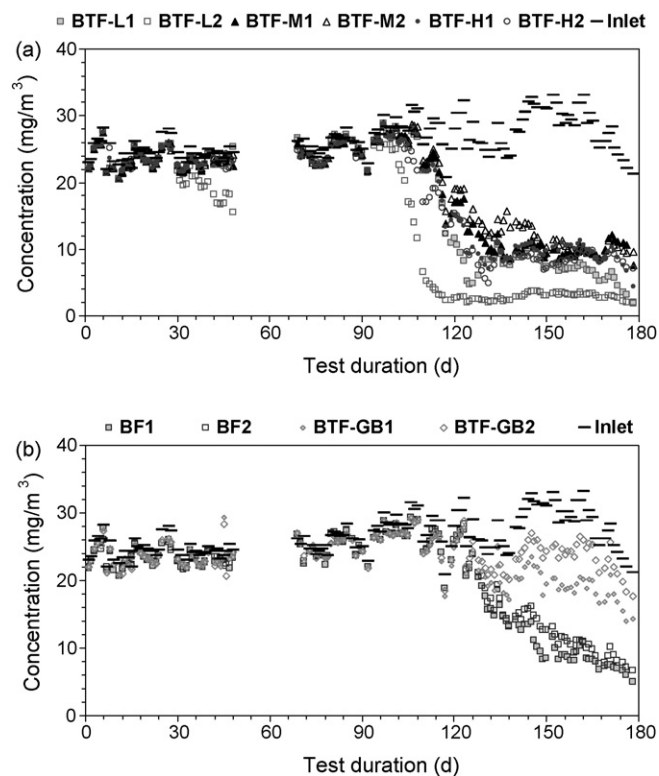 BTF-L1 BTF-L2 BTF-M1 BTF-M2 BTF-H1 BTF-H2 Inlet
(a)
40
30
20
10
0
Concentration (mg/m³)
0 30 60 90 120 150 180
Test duration (d)
(b)
BF1 BF2 BTF-GB1 BTF-GB2 Inlet
40
30
20
10
0
Concentration (mg/m³)
0 30 60 90 120 150 180
Test duration (d)